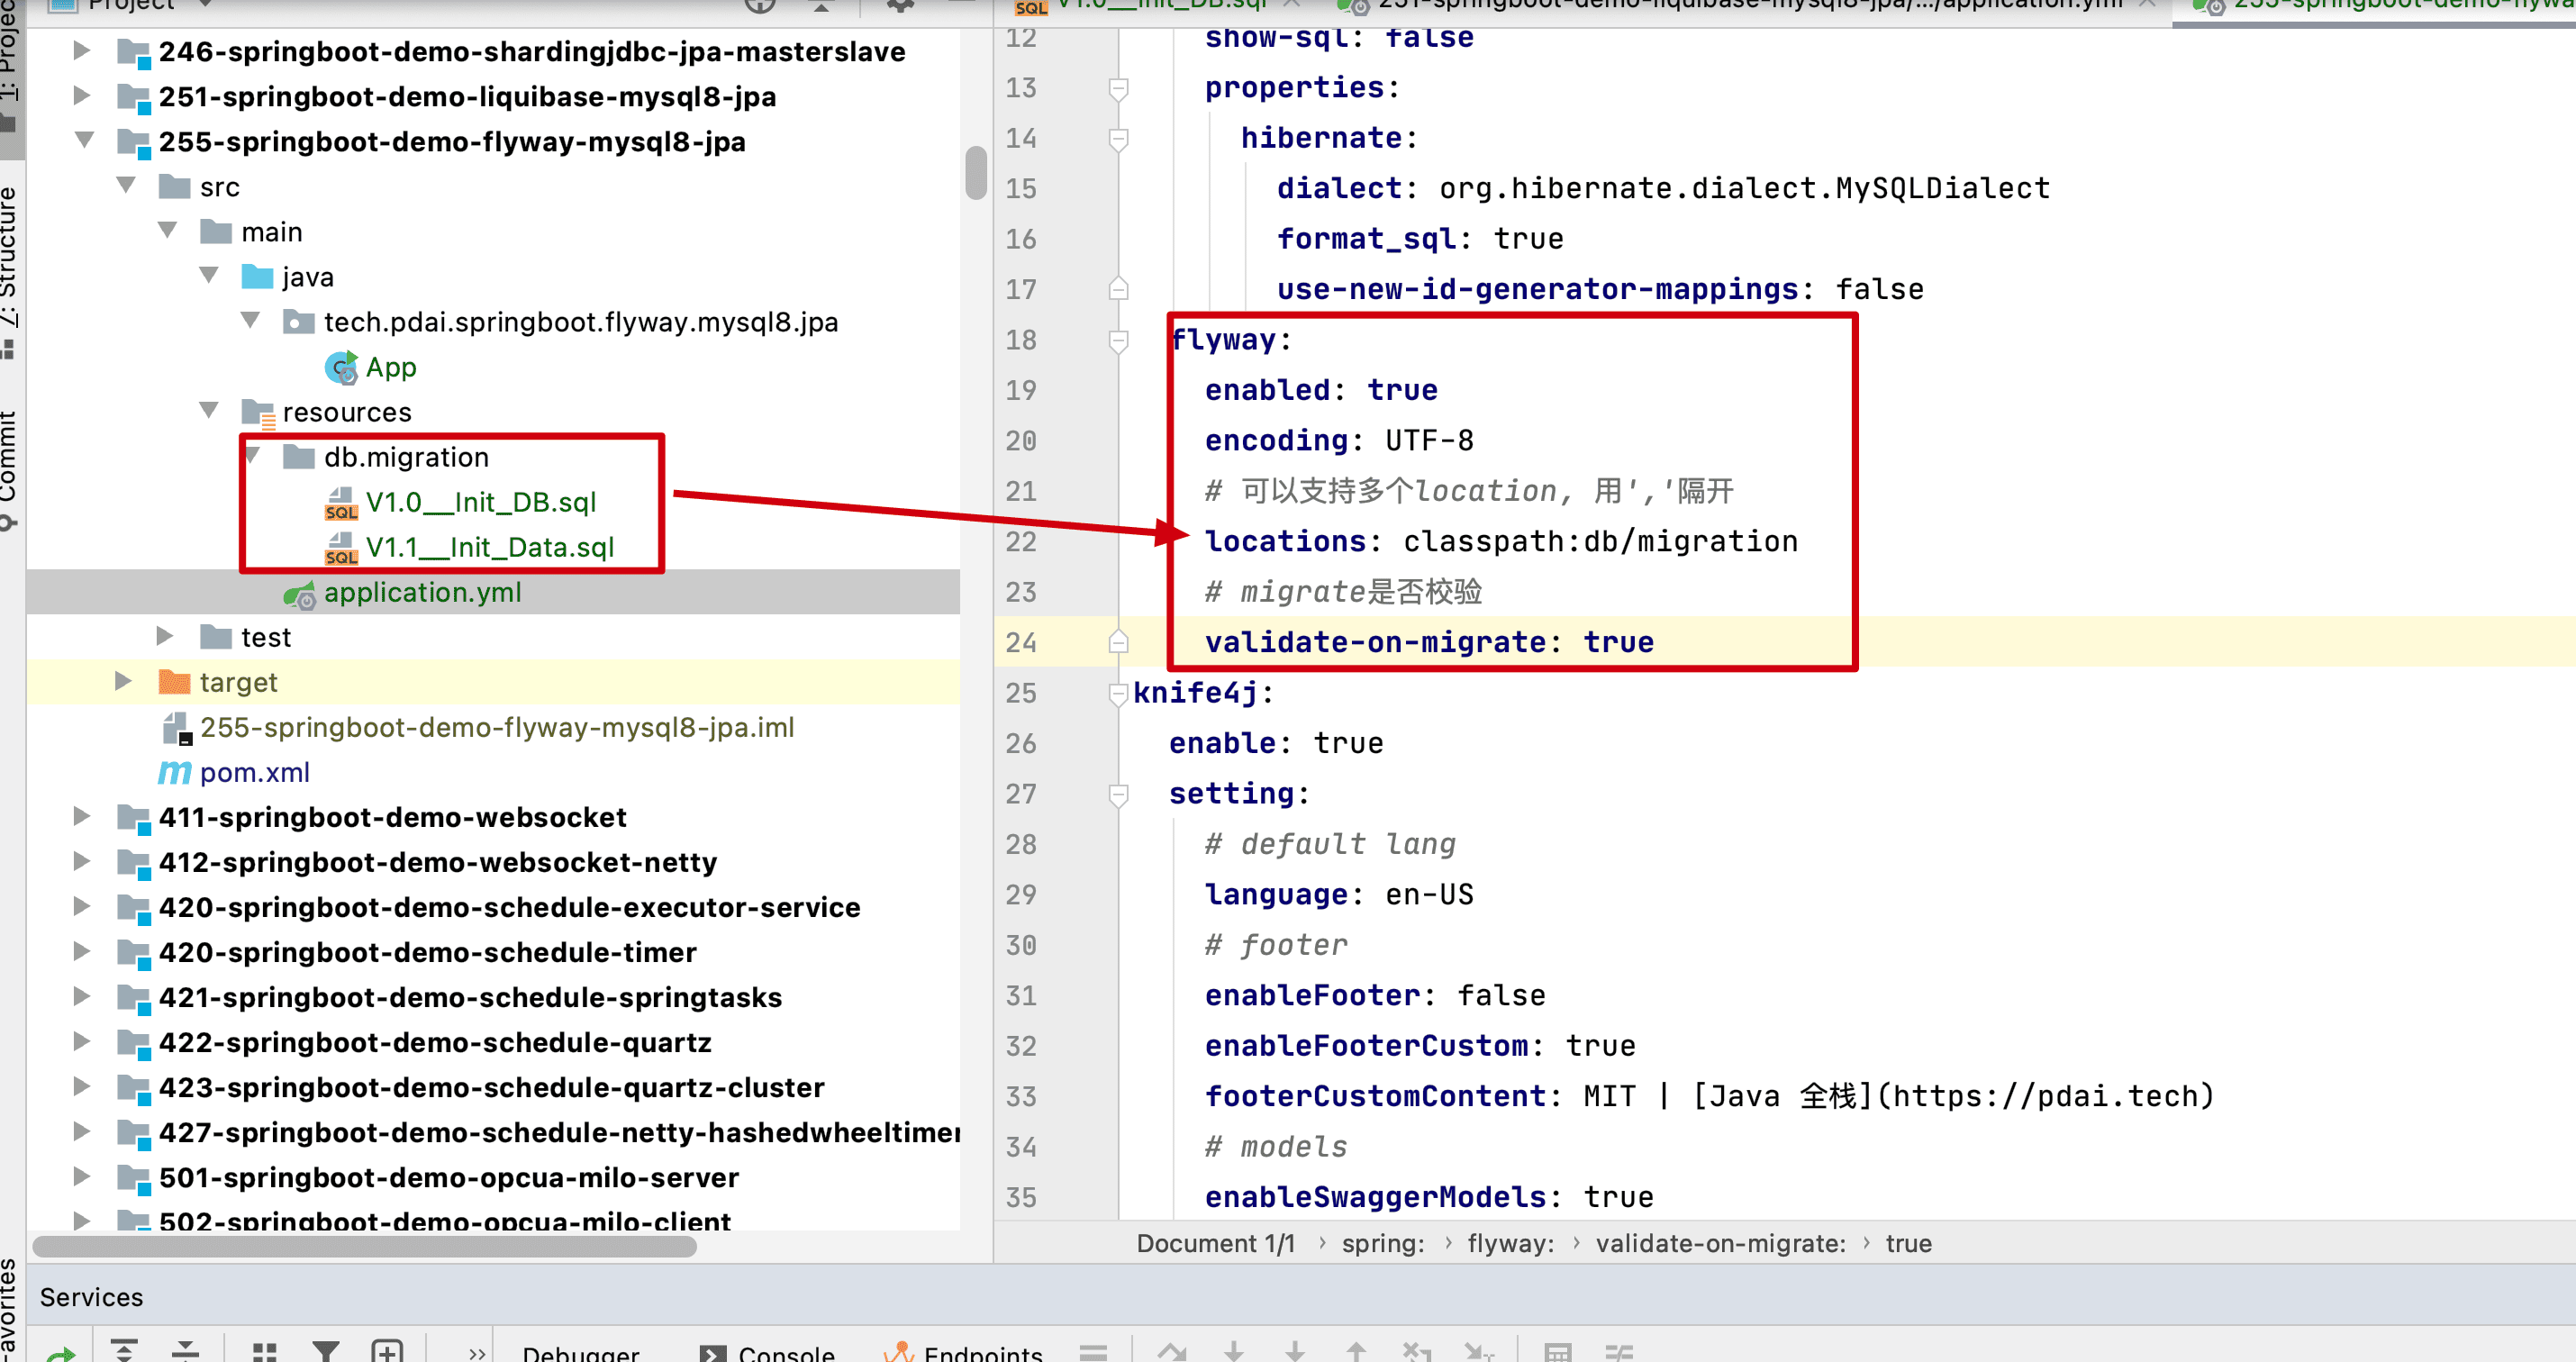 Project
V1.0__Init_DB.sql
251-springboot-demo-liquibase-mysql8-jpa/.../application.yml
1: Project
Z: Structure
Commit
246-springboot-demo-shardingjdbc-jpa-masterslave
251-springboot-demo-liquibase-mysql8-jpa
255-springboot-demo-flyway-mysql8-jpa
src
main
java
tech.pdai.springboot.flyway.mysql8.jpa
App
resources
db.migration
SQL V1.0__Init_DB.sql
SQL V1.1__Init_Data.sql
application.yml
test
target
255-springboot-demo-flyway-mysql8-jpa.iml
pom.xml
411-springboot-demo-websocket
412-springboot-demo-websocket-netty
420-springboot-demo-schedule-executor-service
420-springboot-demo-schedule-timer
421-springboot-demo-schedule-springtasks
422-springboot-demo-schedule-quartz
423-springboot-demo-schedule-quartz-cluster
427-springboot-demo-schedule-netty-hashedwheeltimer
501-springboot-demo-opcua-milo-server
502-springboot-demo-opcua-milo-client
12 show-sql: false
13 properties:
14 hibernate:
15 dialect: org.hibernate.dialect.MySQLDialect
16 format_sql: true
17 use-new-id-generator-mappings: false
18 flyway:
19 enabled: true
20 encoding: UTF-8
21 # 可以支持多个location, 用','隔开
22 locations: classpath:db/migration
23 # migrate是否校验
24 validate-on-migrate: true
25 knife4j:
26 enable: true
27 setting:
28 # default lang
29 language: en-US
30 # footer
31 enableFooter: false
32 enableFooterCustom: true
33 footerCustomContent: MIT | [Java 全栈](https://pdai.tech)
34 # models
35 enableSwaggerModels: true
Document 1/1 › spring: › flyway: › validate-on-migrate: › true
Services
Debugger
Console
Endpoints